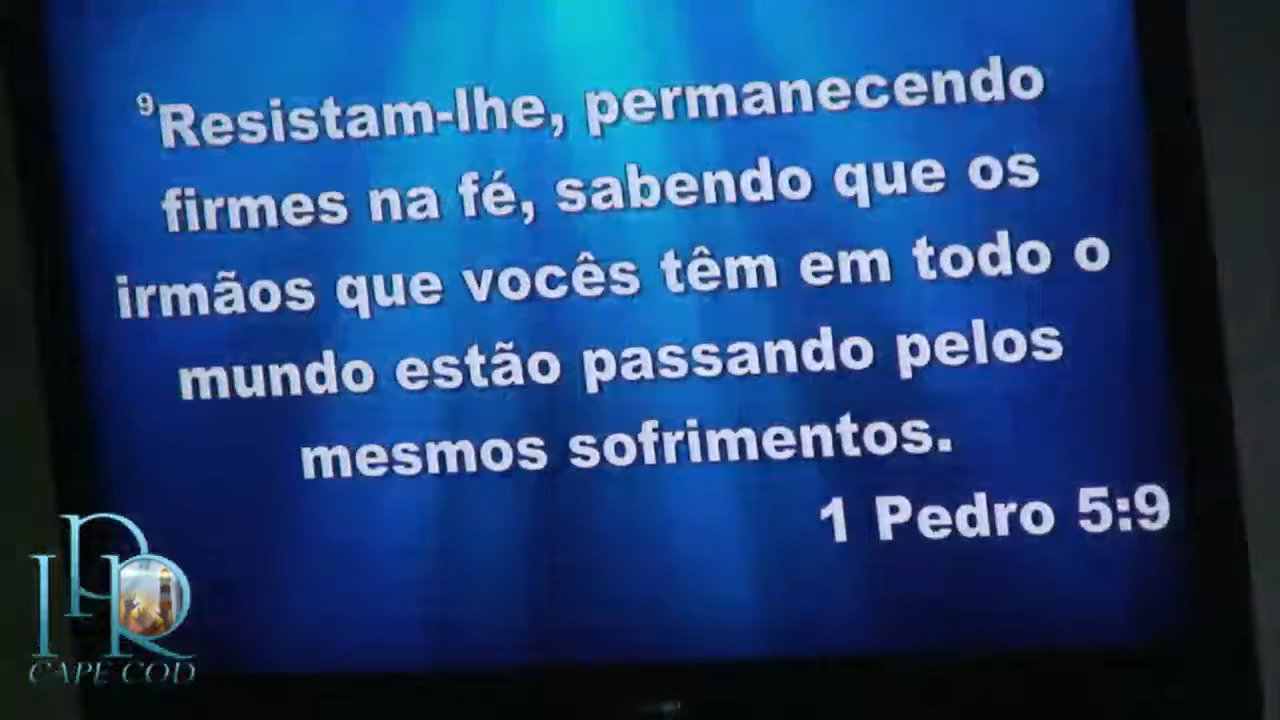 ⁹Resistam-lhe, permanecendo
firmes na fé, sabendo que os
irmãos que vocês têm em todo o
mundo estão passando pelos
mesmos sofrimentos.
1 Pedro 5:9
IPR
CAPE COD